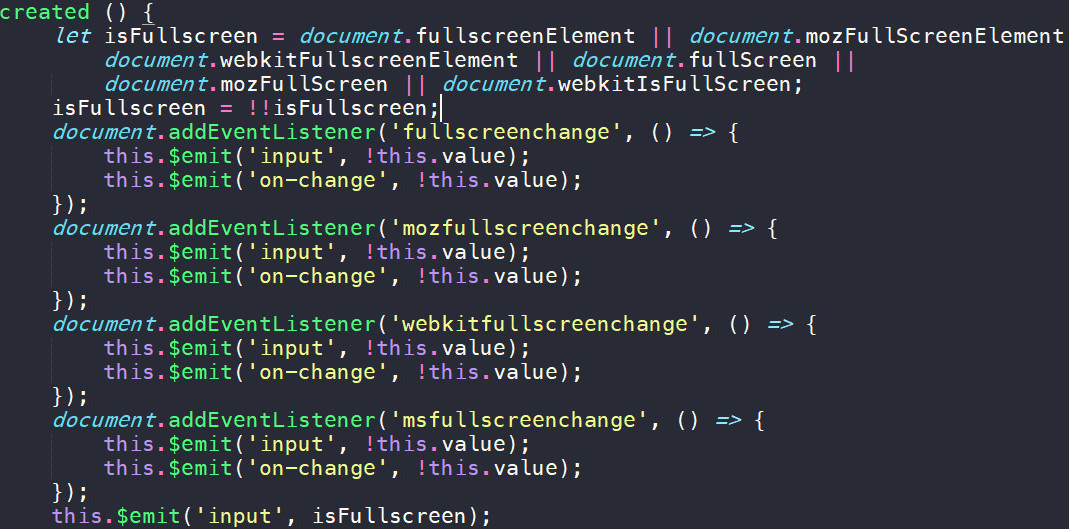 created () {
    let isFullscreen = document.fullscreenElement || document.mozFullScreenElement
        document.webkitFullscreenElement || document.fullScreen ||
        document.mozFullScreen || document.webkitIsFullScreen;
    isFullscreen = !!isFullscreen;
    document.addEventListener('fullscreenchange', () => {
        this.$emit('input', !this.value);
        this.$emit('on-change', !this.value);
    });
    document.addEventListener('mozfullscreenchange', () => {
        this.$emit('input', !this.value);
        this.$emit('on-change', !this.value);
    });
    document.addEventListener('webkitfullscreenchange', () => {
        this.$emit('input', !this.value);
        this.$emit('on-change', !this.value);
    });
    document.addEventListener('msfullscreenchange', () => {
        this.$emit('input', !this.value);
        this.$emit('on-change', !this.value);
    });
    this.$emit('input', isFullscreen);